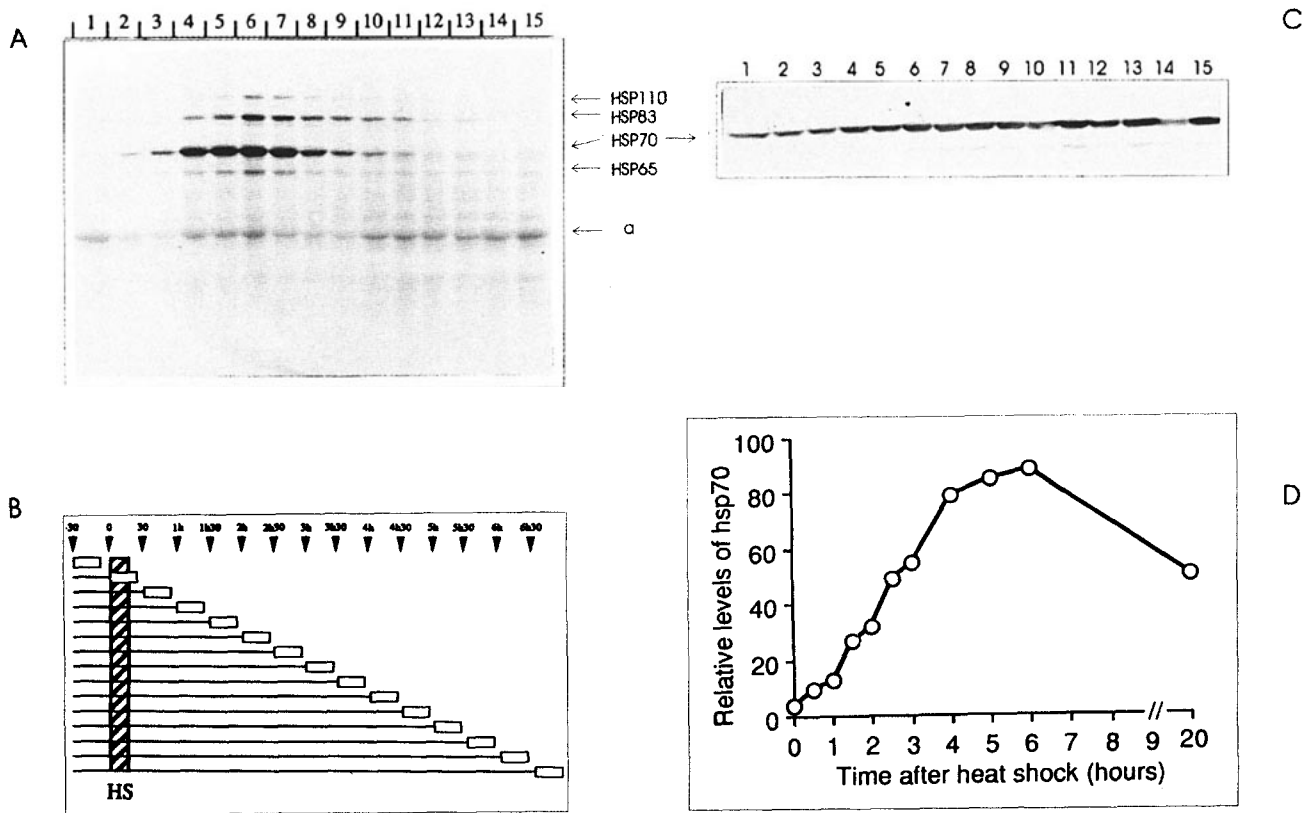 A
1 2 3 4 5 6 7 8 9 10 11 12 13 14 15
HSP110
HSP83
HSP70
HSP65
a
C
1 2 3 4 5 6 7 8 9 10 11 12 13 14 15
B
-30 0 30 1h 1h30 2h 2h30 3h 3h30 4h 4h30 5h 5h30 6h 6h30
HS
D
Relative levels of hsp70
100
80
60
40
20
0
0 1 2 3 4 5 6 7 8 9 // 20
Time after heat shock (hours)